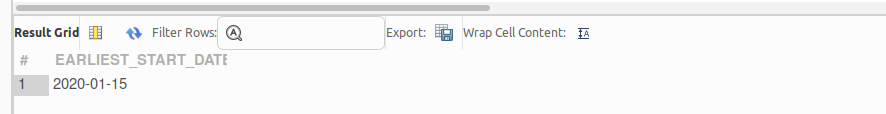 Result Grid Filter Rows: Export: Wrap Cell Content:
# EARLIEST_START_DATE
1 2020-01-15